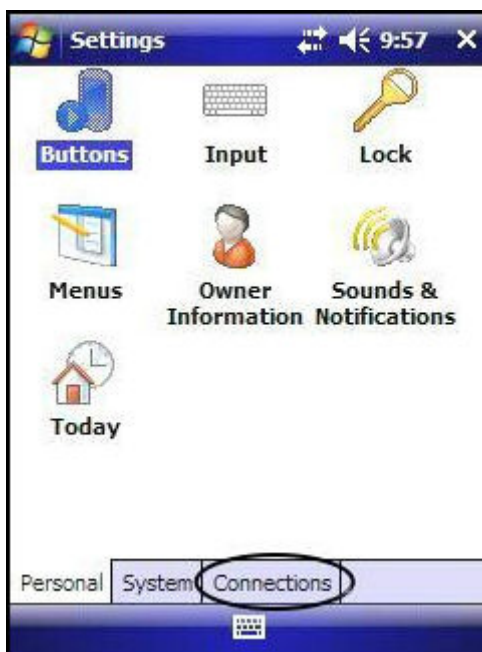 Settings 9:57
Buttons Input Lock
Menus Owner Information Sounds & Notifications
Today
Personal System Connections